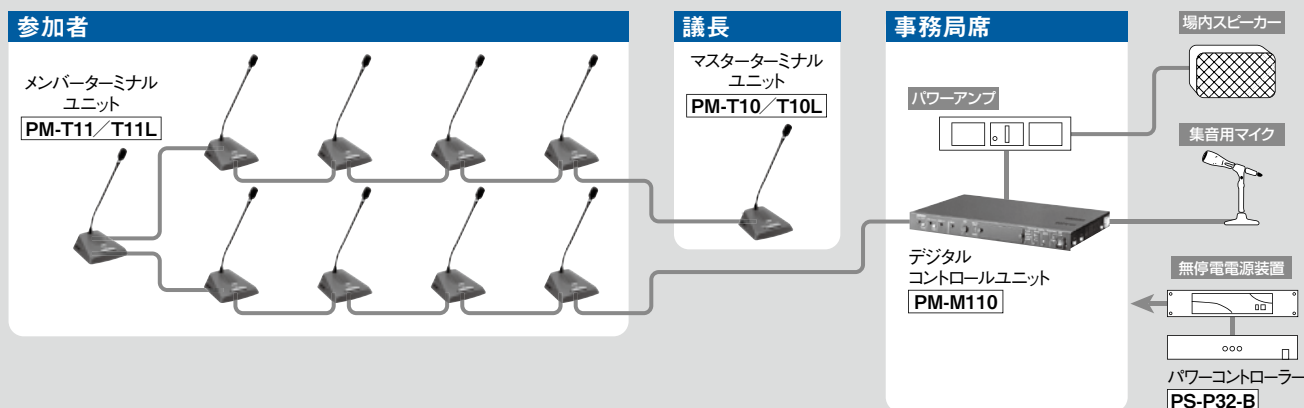 参加者
メンバーターミナル
ユニット
PM-T11／T11L
議長
マスターターミナル
ユニット
PM-T10／T10L
事務局席
パワーアンプ
デジタル
コントロールユニット
PM-M110
場内スピーカー
集音用マイク
無停電電源装置
パワーコントローラー
PS-P32-B